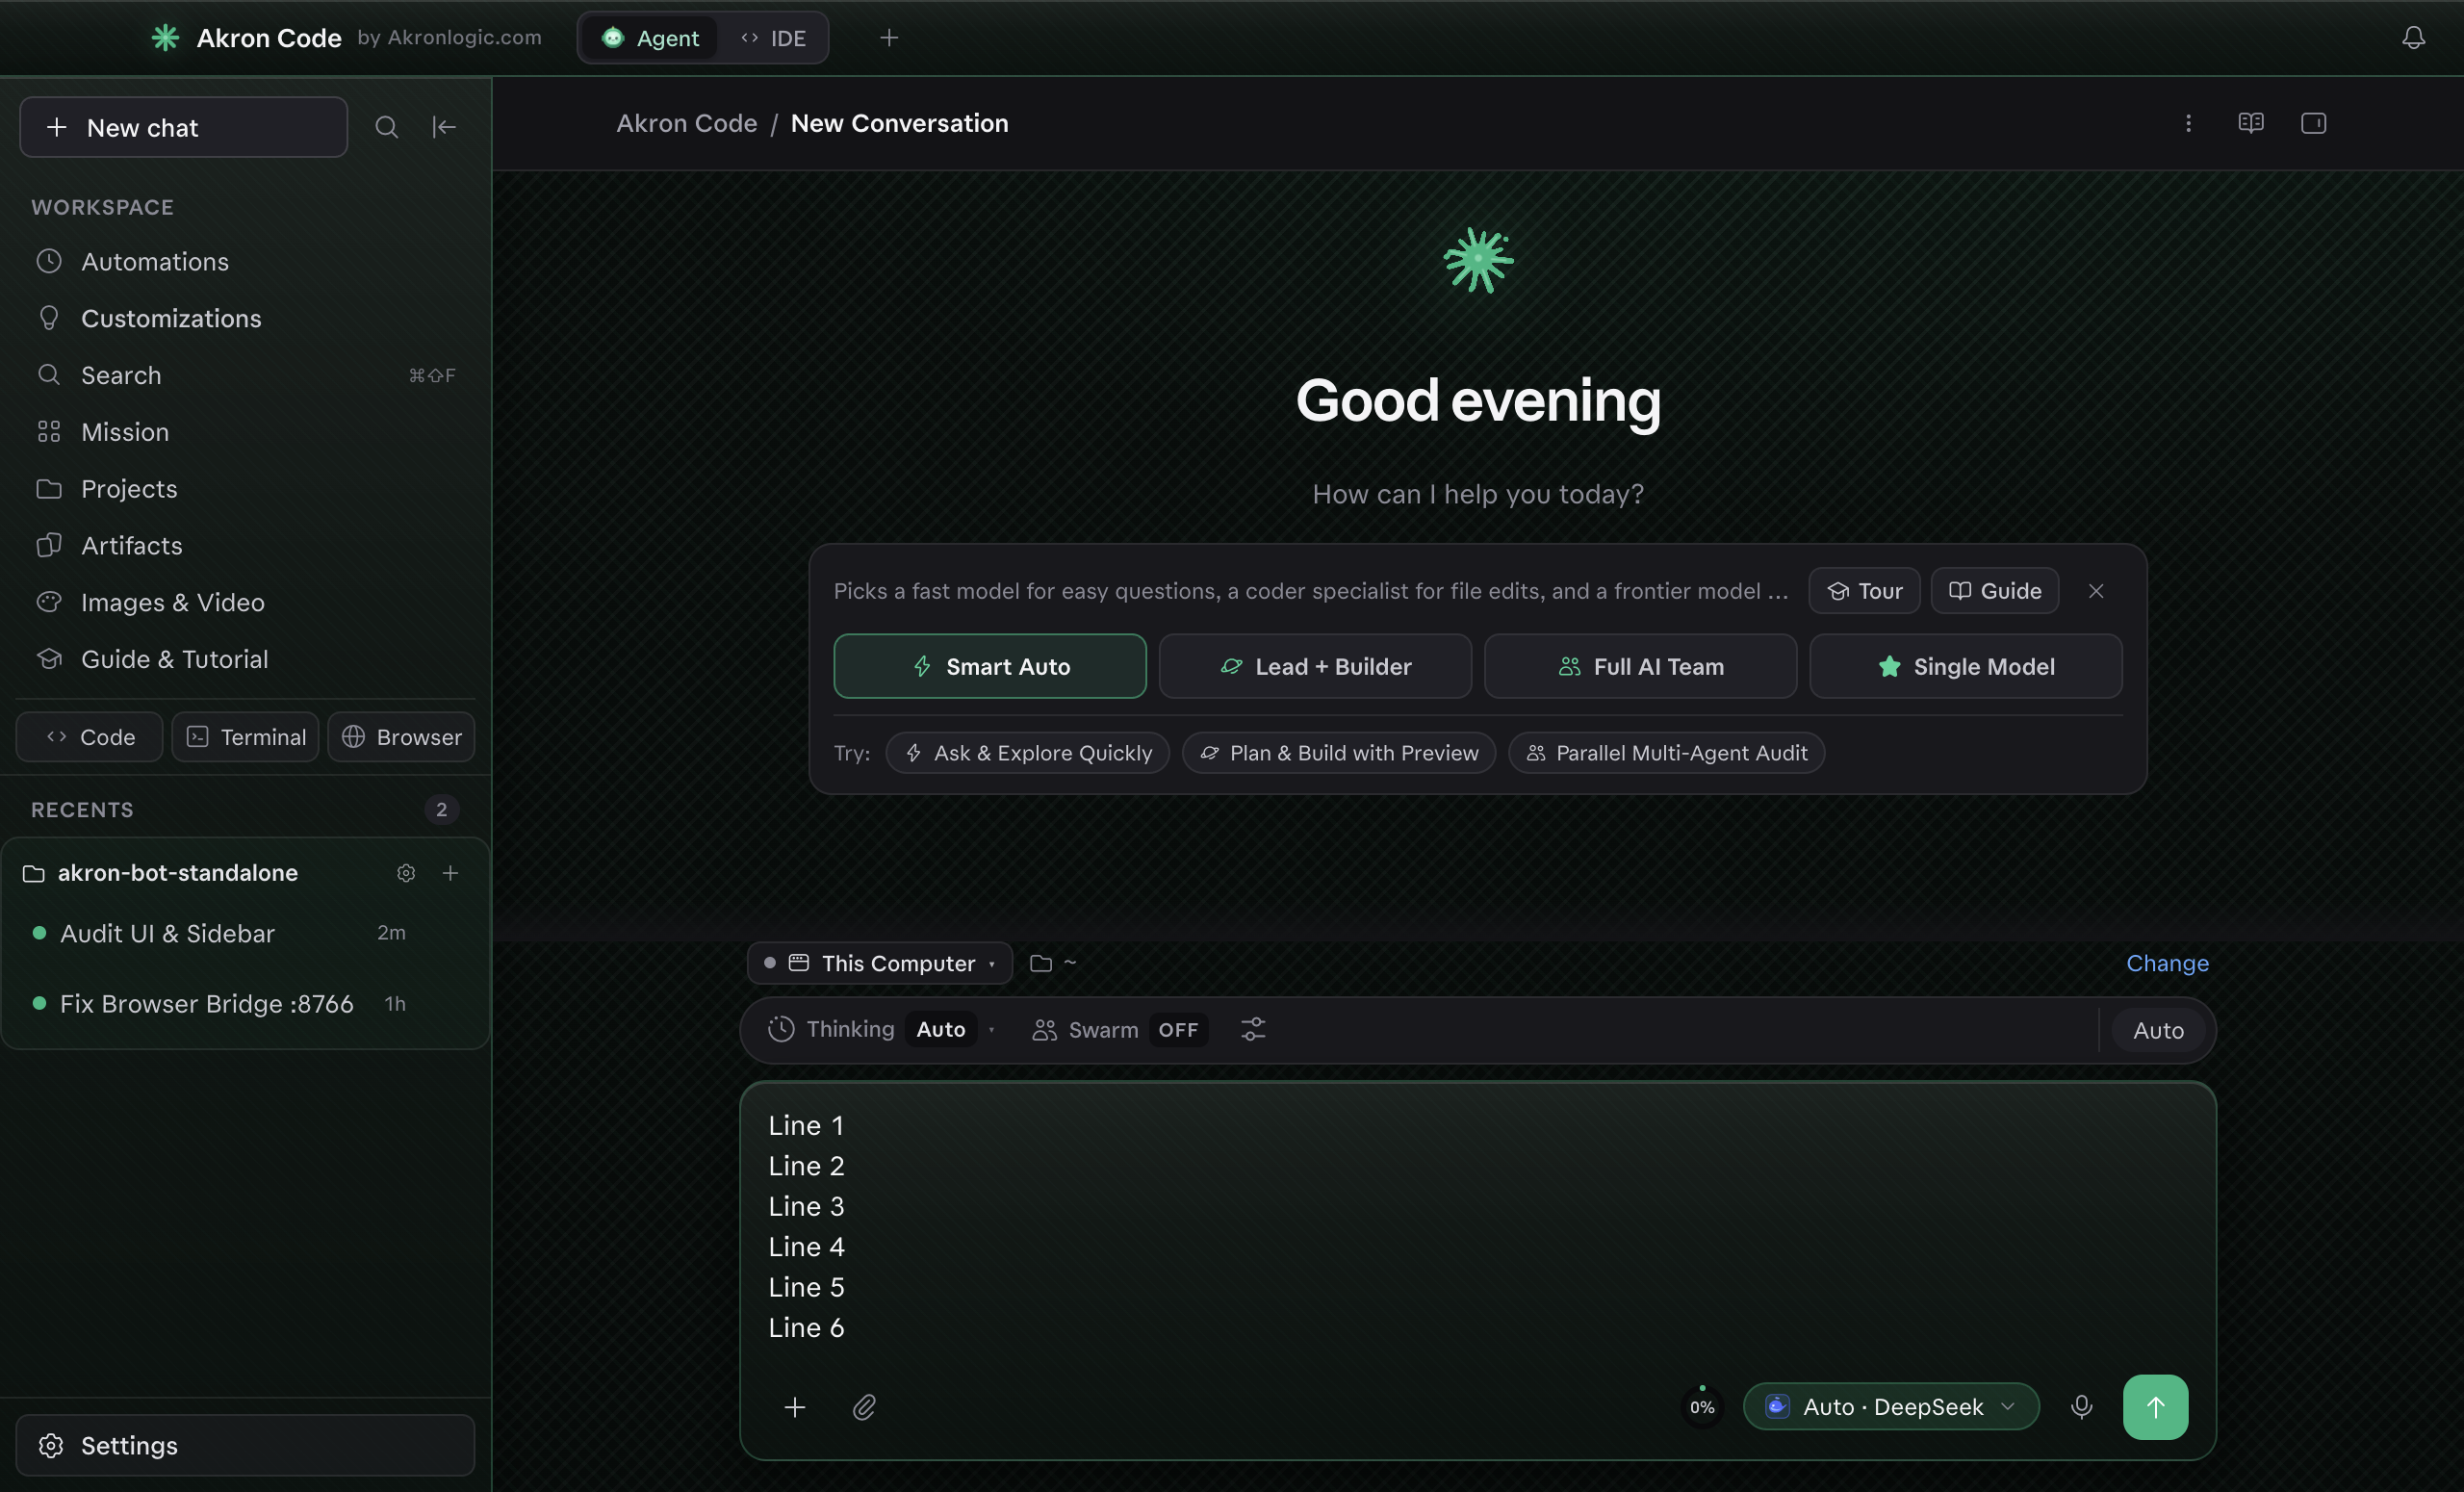 Akron Code by Akronlogic.com Agent IDE
New chat
WORKSPACE
Automations
Customizations
Search ⌘⇧F
Mission
Projects
Artifacts
Images & Video
Guide & Tutorial
Code Terminal Browser
RECENTS 2
akron-bot-standalone
Audit UI & Sidebar 2m
Fix Browser Bridge :8766 1h
Settings
Akron Code / New Conversation
Good evening
How can I help you today?
Picks a fast model for easy questions, a coder specialist for file edits, and a frontier model ... Tour Guide
Smart Auto Lead + Builder Full AI Team Single Model
Try: Ask & Explore Quickly Plan & Build with Preview Parallel Multi-Agent Audit
This Computer ~ Change
Thinking Auto Swarm OFF Auto
Line 1
Line 2
Line 3
Line 4
Line 5
Line 6
0% Auto · DeepSeek